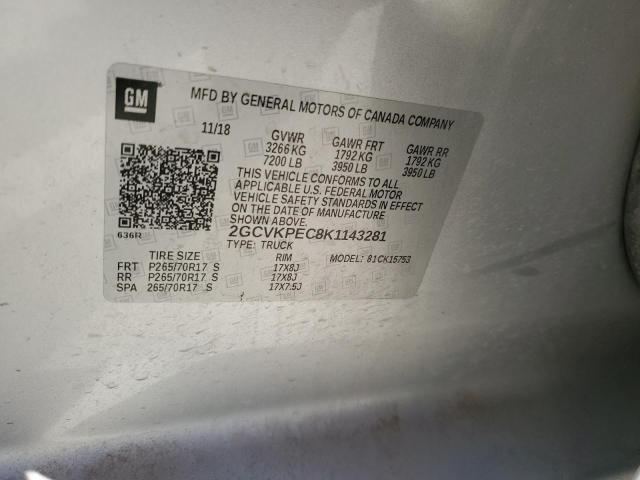 GM
MFD BY GENERAL MOTORS OF CANADA COMPANY
11/18 GVWR GAWR FRT GAWR RR
3266 KG 1792 KG 1792 KG
7200 LB 3950 LB 3950 LB
THIS VEHICLE CONFORMS TO ALL
APPLICABLE U.S. FEDERAL MOTOR
VEHICLE SAFETY STANDARDS IN EFFECT
ON THE DATE OF MANUFACTURE
SHOWN ABOVE.
2GCVKPEC8K1143281
636R TYPE: TRUCK
TIRE SIZE RIM MODEL: 81CK15753
FRT P265/70R17 S 17X8J
RR P265/70R17 S 17X8J
SPA 265/70R17 S 17X7.5J